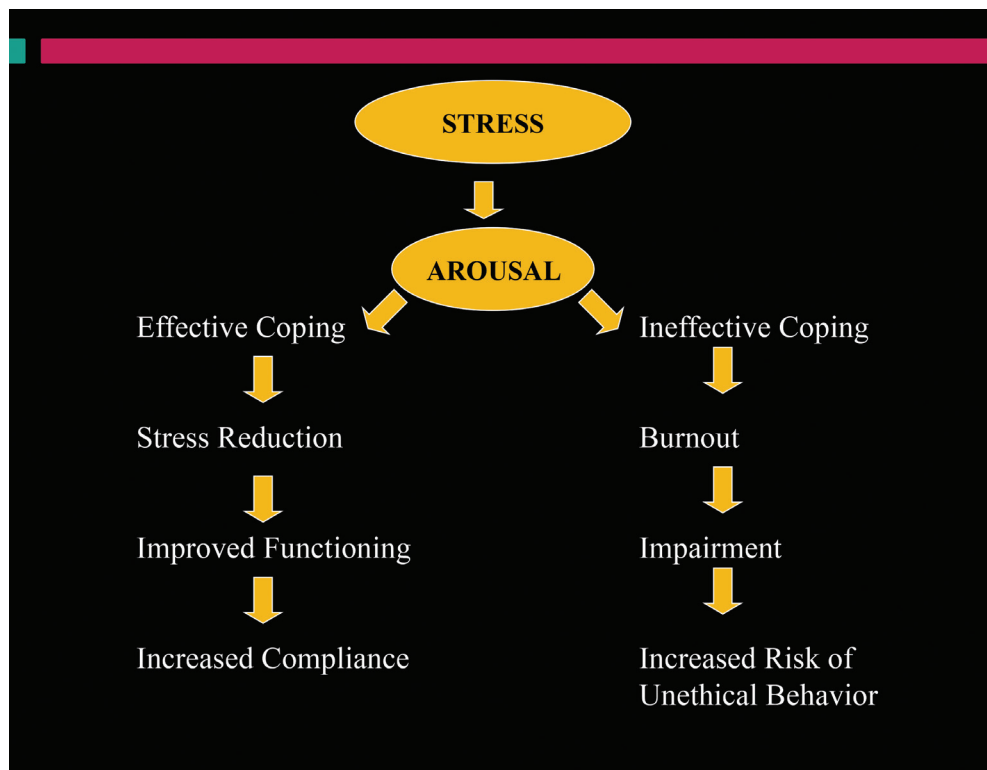 STRESS
AROUSAL
Effective Coping
Ineffective Coping
Stress Reduction
Burnout
Improved Functioning
Impairment
Increased Compliance
Increased Risk of
Unethical Behavior